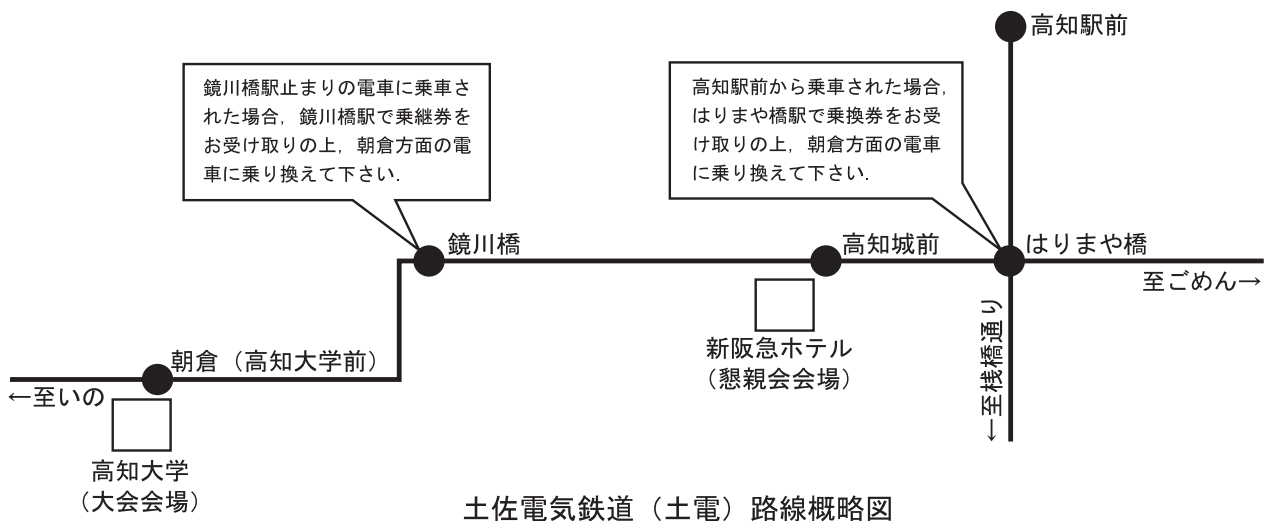 高知駅前
鏡川橋駅止まりの電車に乗車さ
れた場合，鏡川橋駅で乗継券を
お受け取りの上，朝倉方面の電
車に乗り換えて下さい．
高知駅前から乗車された場合，
はりまや橋駅で乗換券をお受
け取りの上，朝倉方面の電車
に乗り換えて下さい．
鏡川橋
高知城前
はりまや橋
至ごめん→
新阪急ホテル
（懇親会会場）
←至桟橋通り
朝倉（高知大学前）
←至いの
高知大学
（大会会場）
土佐電気鉄道（土電）路線概略図